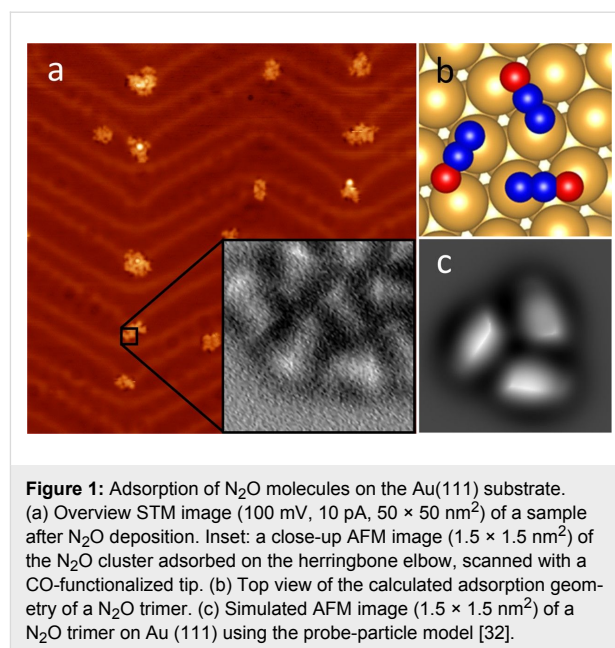 a
b
c
Figure 1: Adsorption of N₂O molecules on the Au(111) substrate.
(a) Overview STM image (100 mV, 10 pA, 50 × 50 nm²) of a sample
after N₂O deposition. Inset: a close-up AFM image (1.5 × 1.5 nm²) of
the N₂O cluster adsorbed on the herringbone elbow, scanned with a
CO-functionalized tip. (b) Top view of the calculated adsorption geom-
etry of a N₂O trimer. (c) Simulated AFM image (1.5 × 1.5 nm²) of a
N₂O trimer on Au (111) using the probe-particle model [32].